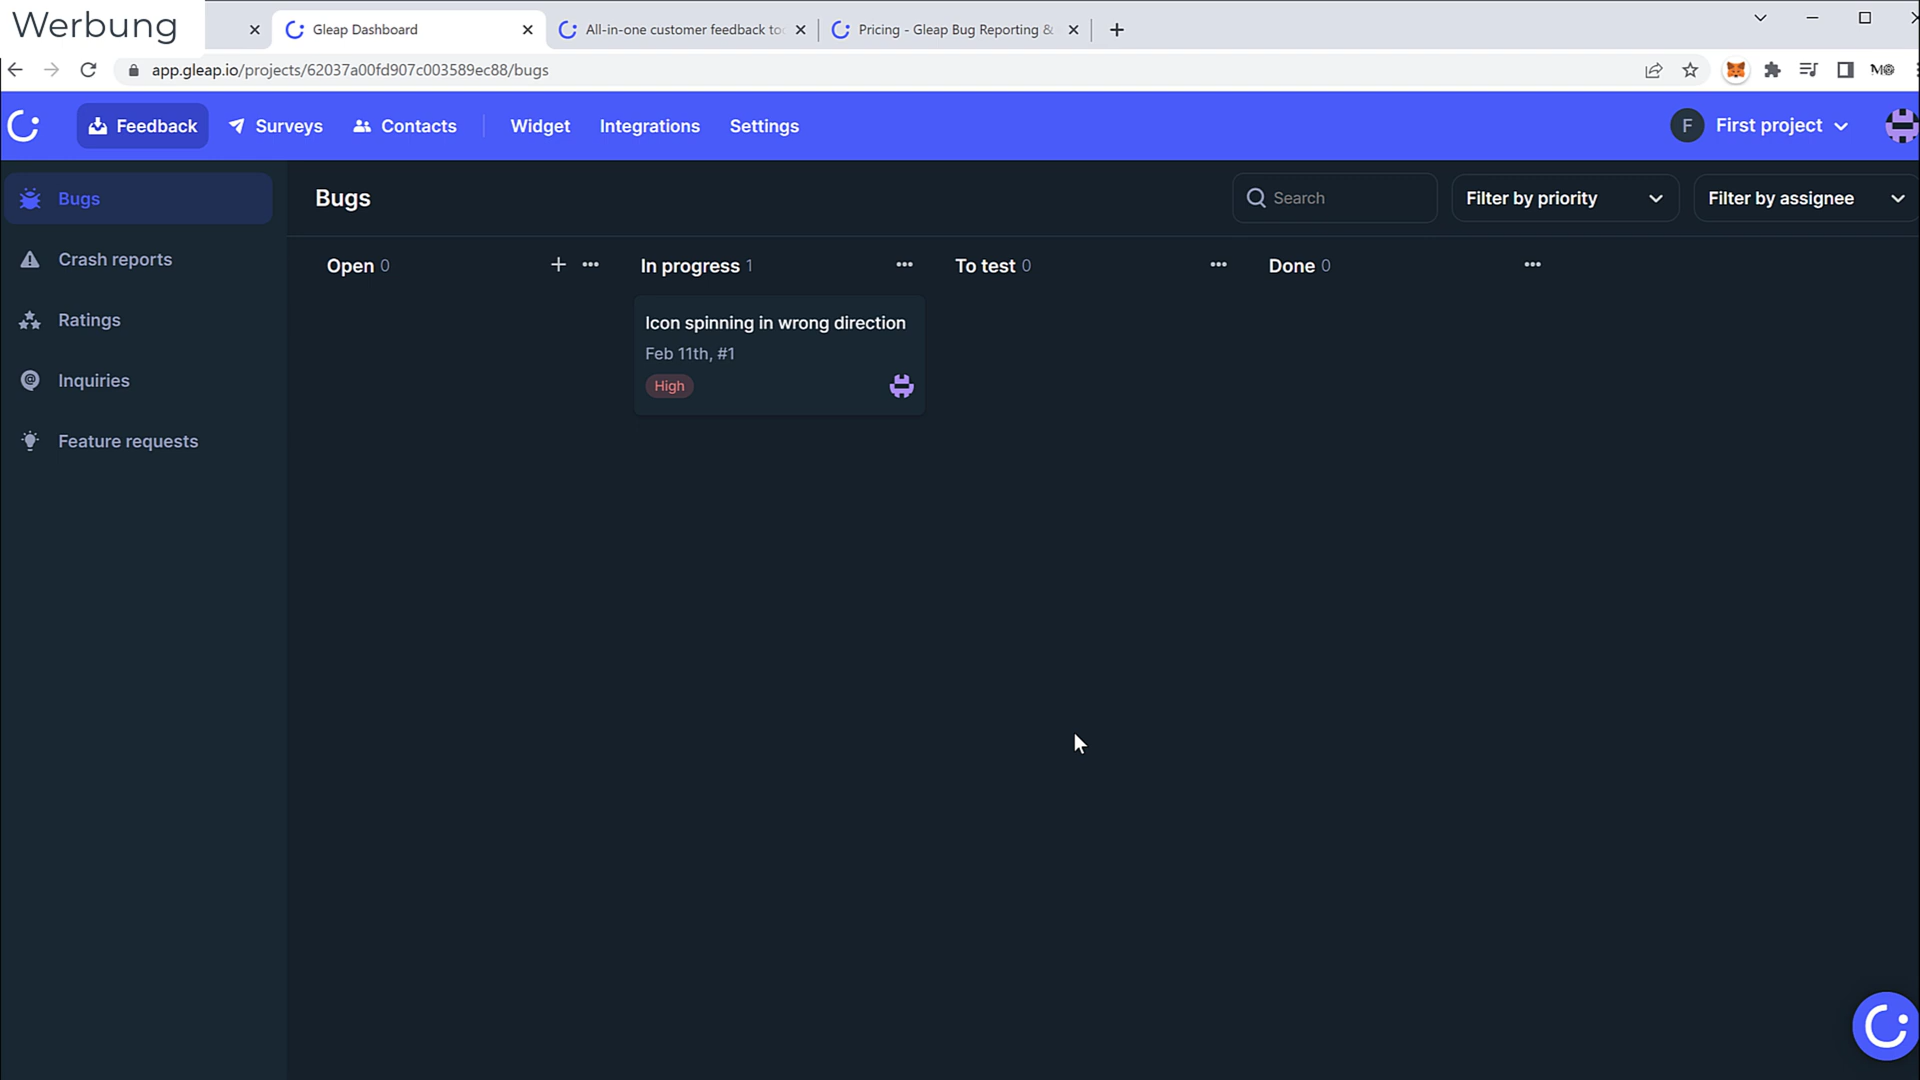 Werbung
Gleap Dashboard
All-in-one customer feedback to
Pricing - Gleap Bug Reporting &
app.gleap.io/projects/62037a00fd907c003589ec88/bugs
Feedback
Surveys
Contacts
Widget
Integrations
Settings
F
First project
Bugs
Crash reports
Ratings
Inquiries
Feature requests
Bugs
Search
Filter by priority
Filter by assignee
Open 0
In progress 1
To test 0
Done 0
Icon spinning in wrong direction
Feb 11th, #1
High